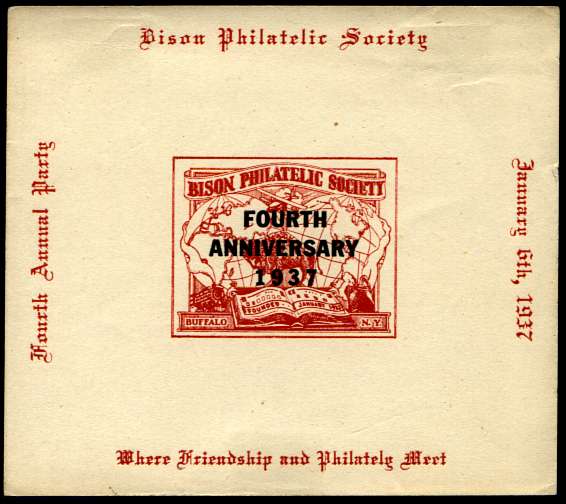 Bison Philatelic Society
Fourth Annual Party
BISON PHILATELIC SOCIETY
FOURTH
ANNIVERSARY
1937
FOUNDED JANUARY
BUFFALO N.Y.
January 6th, 1937
Where Friendship and Philately Meet